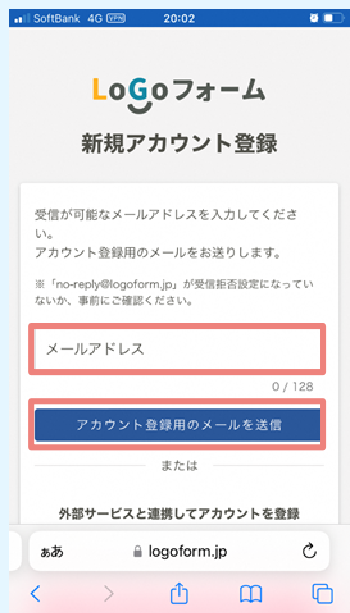 SoftBank 4G VPN 20:02
LoGoフォーム
新規アカウント登録
受信が可能なメールアドレスを入力してくださ
い。
アカウント登録用のメールをお送りします。
※「no-reply@logoform.jp」が受信拒否設定になってい
ないか、事前にご確認ください。
メールアドレス
0 / 128
アカウント登録用のメールを送信
または
外部サービスと連携してアカウントを登録
ぁあ logoform.jp